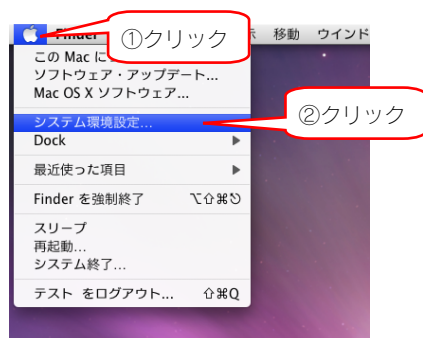 Finder
移動 ウインド
①クリック
この Mac に
ソフトウェア・アップデート...
Mac OS X ソフトウェア...
システム環境設定...
②クリック
Dock ▶
最近使った項目 ▶
Finder を強制終了 ⌥⇧⌘⎋
スリープ
再起動...
システム終了...
テスト をログアウト... ⇧⌘Q